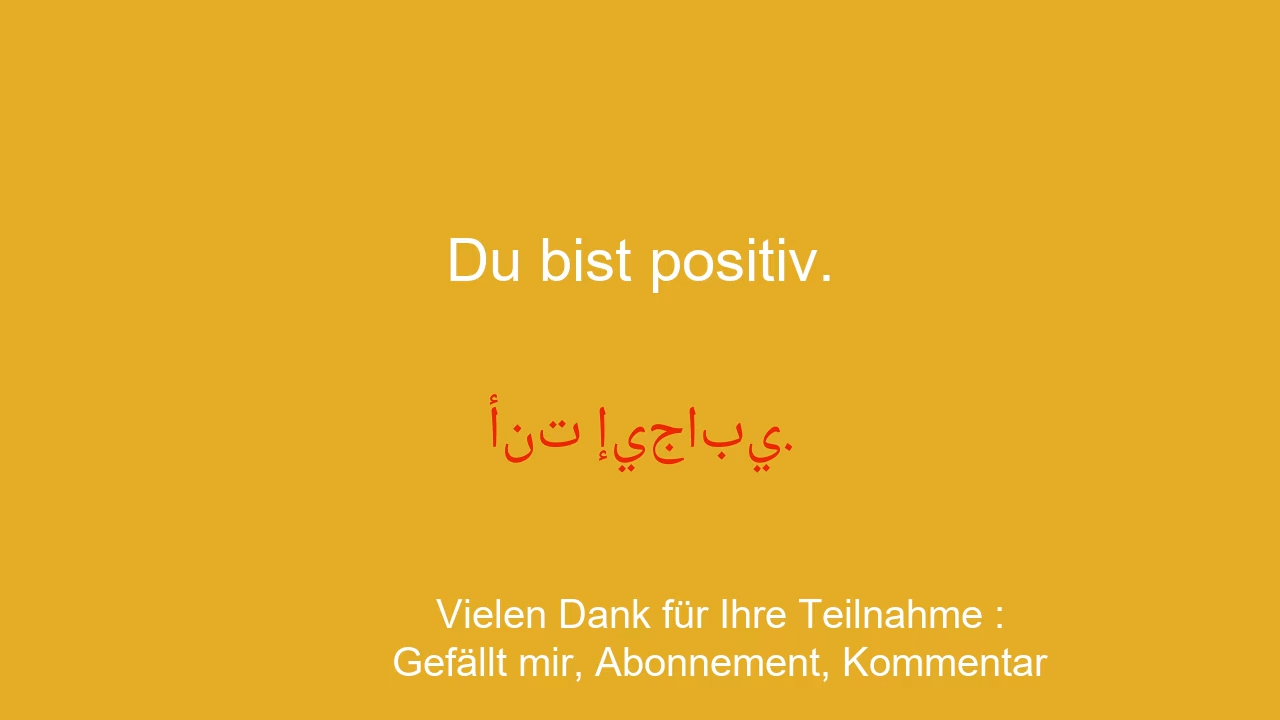 Du bist positiv.
أنت إيجابي.
Vielen Dank für Ihre Teilnahme :
Gefällt mir, Abonnement, Kommentar